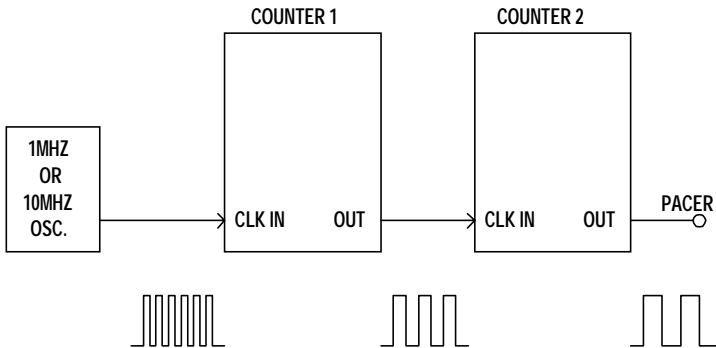 COUNTER 1
COUNTER 2
1MHZ
OR
10MHZ
OSC.
CLK IN
OUT
CLK IN
OUT
PACER